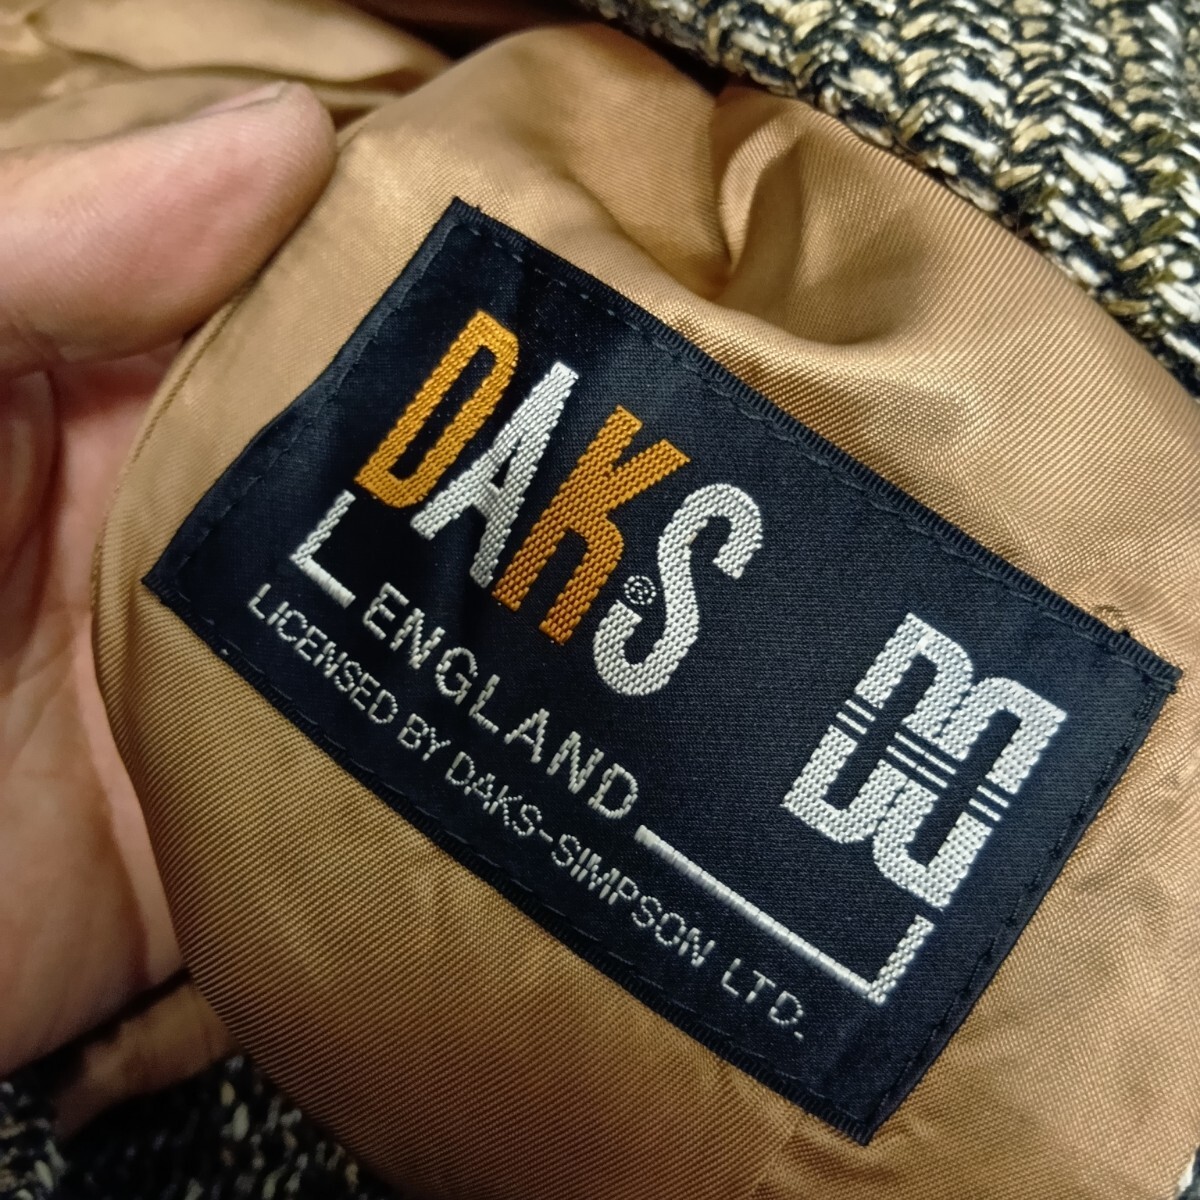 DAKS®
ENGLAND
LICENSED BY DAKS-SIMPSON LTD.